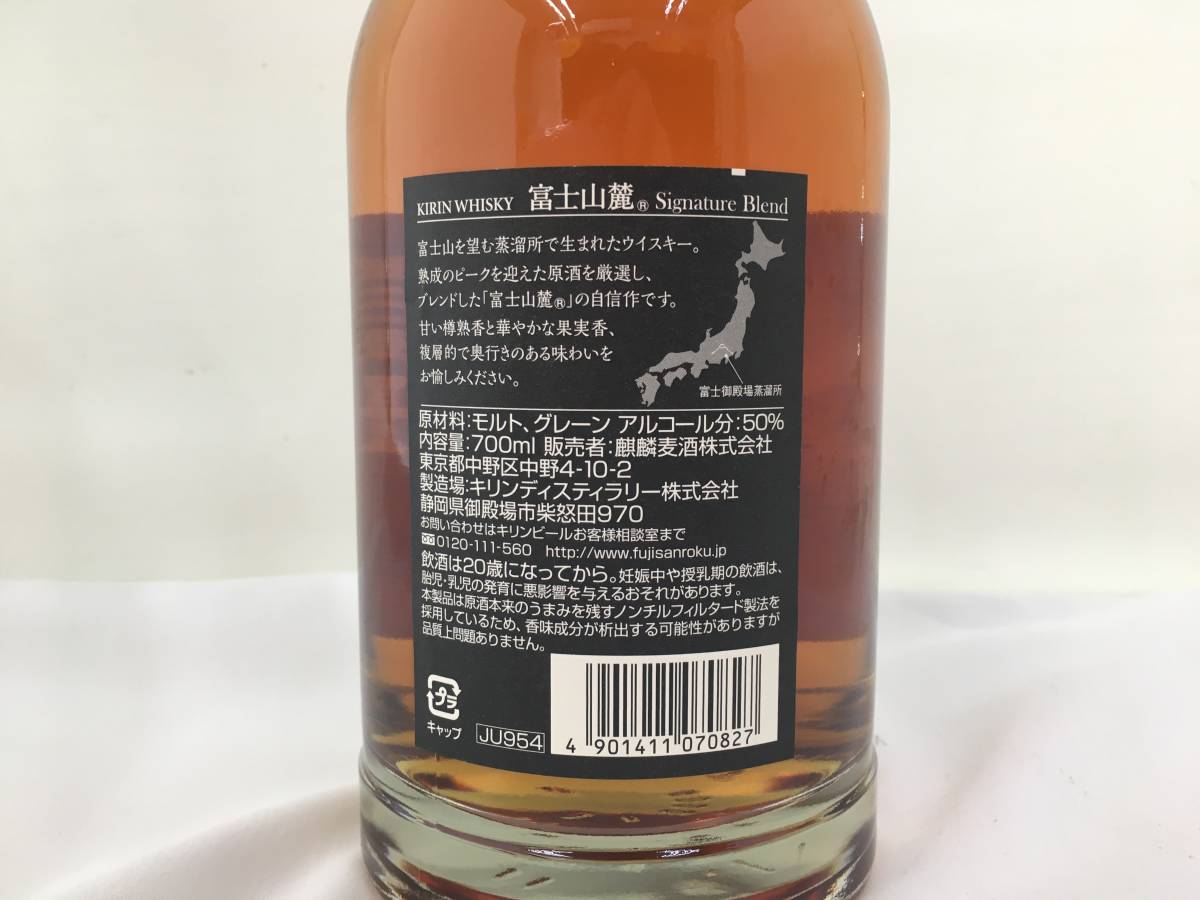 KIRIN WHISKY 富士山麓® Signature Blend
富士山を望む蒸溜所で生まれたウイスキー。
熟成のピークを迎えた原酒を厳選し、
ブレンドした「富士山麓®」の自信作です。
甘い樽熟香と華やかな果実香、
複層的で奥行きのある味わいを
お愉しみください。
富士御殿場蒸溜所
原材料:モルト、グレーン アルコール分:50%
内容量:700ml 販売者:麒麟麦酒株式会社
東京都中野区中野4-10-2
製造場:キリンディスティラリー株式会社
静岡県御殿場市柴怒田970
お問い合わせはキリンビールお客様相談室まで
0120-111-560 http://www.fujisanroku.jp
飲酒は20歳になってから。妊娠中や授乳期の飲酒は、
胎児・乳児の発育に悪影響を与えるおそれがあります。
本製品は原酒本来のうまみを残すノンチルフィルタード製法を
採用しているため、香味成分が析出する可能性がありますが
品質上問題ありません。
プラ
キャップ
JU954
4 901411 070827